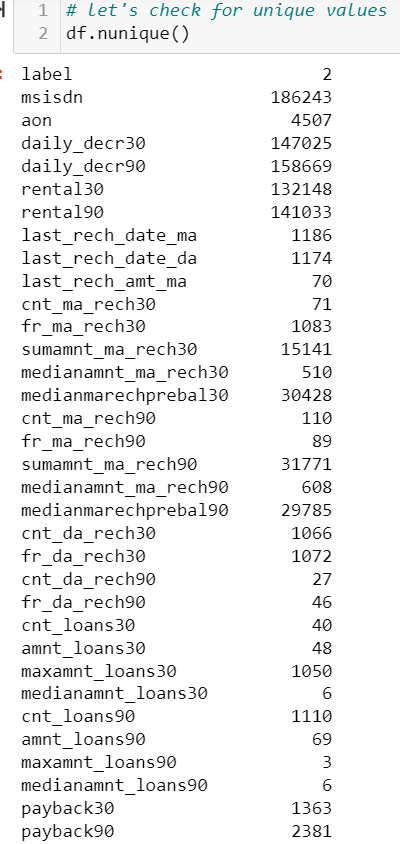 1 # let's check for unique values
2 df.nunique()
label 2
msisdn 186243
aon 4507
daily_decr30 147025
daily_decr90 158669
rental30 132148
rental90 141033
last_rech_date_ma 1186
last_rech_date_da 1174
last_rech_amt_ma 70
cnt_ma_rech30 71
fr_ma_rech30 1083
sumamnt_ma_rech30 15141
medianamnt_ma_rech30 510
medianmarechprebal30 30428
cnt_ma_rech90 110
fr_ma_rech90 89
sumamnt_ma_rech90 31771
medianamnt_ma_rech90 608
medianmarechprebal90 29785
cnt_da_rech30 1066
fr_da_rech30 1072
cnt_da_rech90 27
fr_da_rech90 46
cnt_loans30 40
amnt_loans30 48
maxamnt_loans30 1050
medianamnt_loans30 6
cnt_loans90 1110
amnt_loans90 69
maxamnt_loans90 3
medianamnt_loans90 6
payback30 1363
payback90 2381